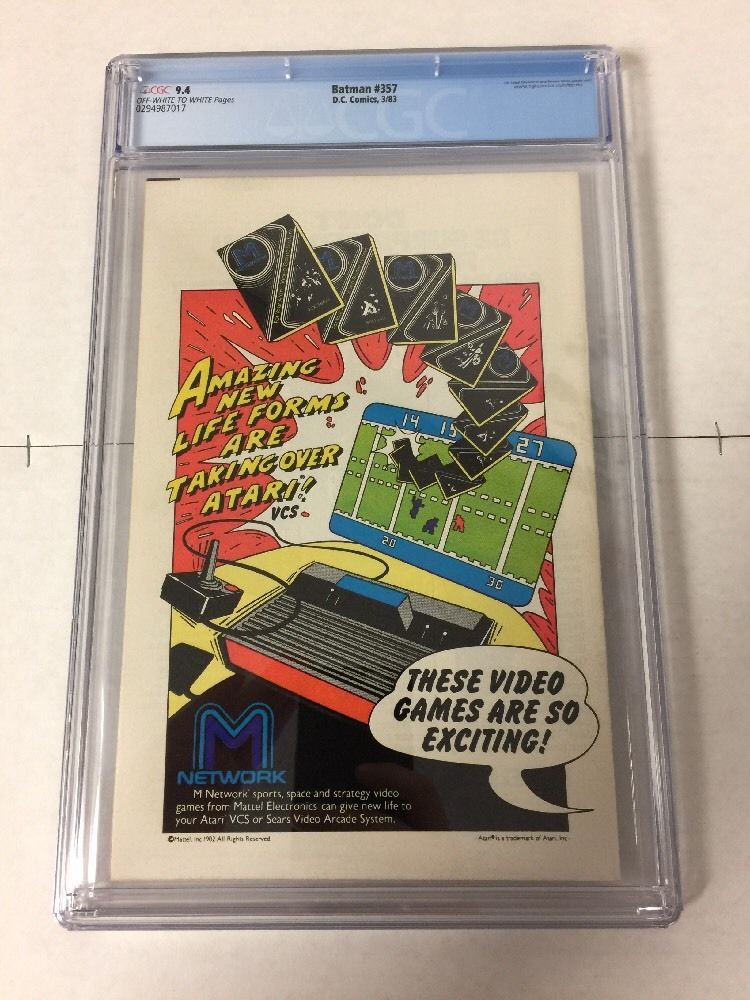 CGC 9.4
OFF-WHITE TO WHITE Pages
0294987017
Batman #357
D.C. Comics, 3/83
CGC
M
AMAZING
NEW
LIFE FORMS
ARE
TAKING OVER
ATARI!
VCS
14 15 27
20 30
THESE VIDEO
GAMES ARE SO
EXCITING!
M
NETWORK
M Network sports, space and strategy video
games from Mattel Electronics can give new life to
your Atari VCS or Sears Video Arcade System.
©Mattel, Inc 1982 All Rights Reserved
Atari® is a trademark of Atari, Inc.